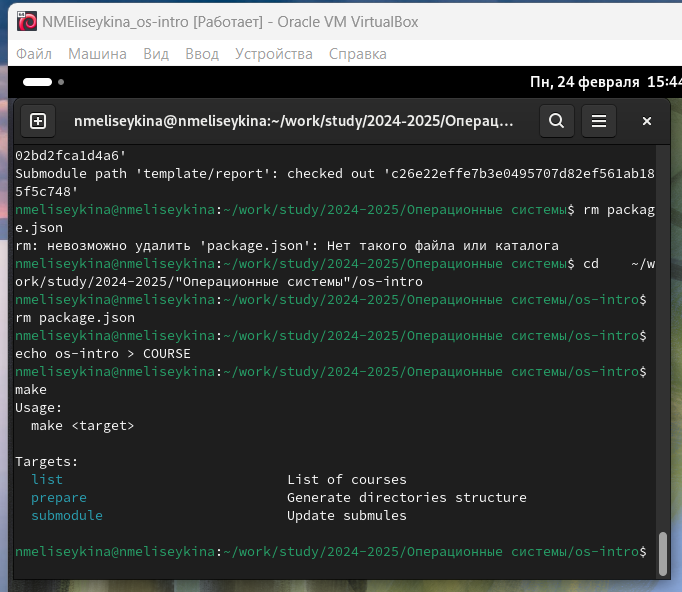 NMEliseykina_os-intro [Работает] - Oracle VM VirtualBox
Файл Машина Вид Ввод Устройства Справка
Пн, 24 февраля 15:44
nmeliseykina@nmeliseykina:~/work/study/2024-2025/Операц...
02bd2fca1d4a6'
Submodule path 'template/report': checked out 'c26e22effe7b3e0495707d82ef561ab18
5f5c748'
nmeliseykina@nmeliseykina:~/work/study/2024-2025/Операционные системы$ rm packag
e.json
rm: невозможно удалить 'package.json': Нет такого файла или каталога
nmeliseykina@nmeliseykina:~/work/study/2024-2025/Операционные системы$ cd    ~/w
ork/study/2024-2025/"Операционные системы"/os-intro
nmeliseykina@nmeliseykina:~/work/study/2024-2025/Операционные системы/os-intro$
rm package.json
nmeliseykina@nmeliseykina:~/work/study/2024-2025/Операционные системы/os-intro$
echo os-intro > COURSE
nmeliseykina@nmeliseykina:~/work/study/2024-2025/Операционные системы/os-intro$
make
Usage:
  make <target>
Targets:
  list                            List of courses
  prepare                         Generate directories structure
  submodule                       Update submules
nmeliseykina@nmeliseykina:~/work/study/2024-2025/Операционные системы/os-intro$